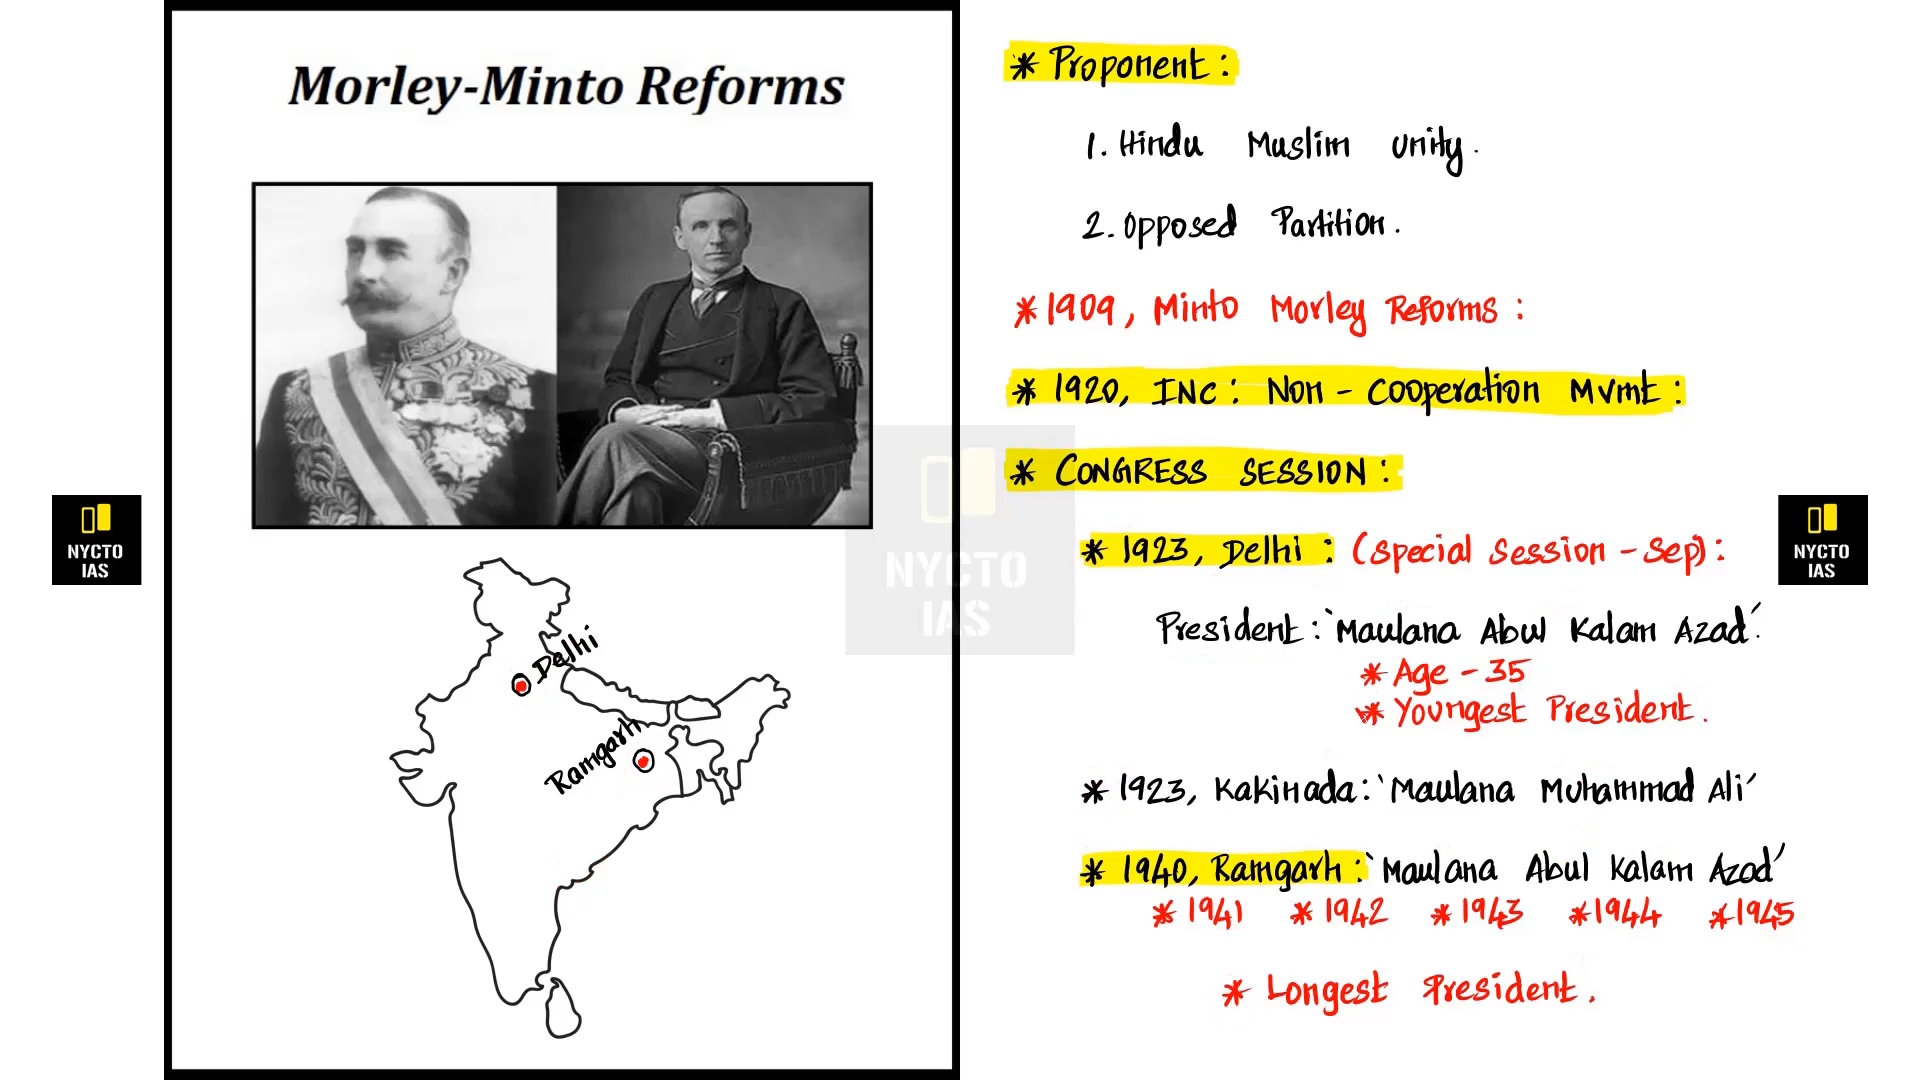 Morley-Minto Reforms
Delhi
Ramgarh
NYCTO
IAS
* Proponent:
1. Hindu Muslim Unity.
2. Opposed Partition.
* 1909, Minto Morley Reforms:
* 1920, INC: Non-Cooperation Mvmt:
* CONGRESS SESSION:
* 1923, Delhi: (Special Session - Sep):
President: 'Maulana Abul Kalam Azad'.
* Age - 35
* Youngest President.
* 1923, Kakinada: 'Maulana Muhammad Ali'
* 1940, Ramgarh: 'Maulana Abul Kalam Azad'
* 1941 * 1942 * 1943 * 1944 * 1945
* Longest President.
NYCTO
IAS
NYCTO
IAS